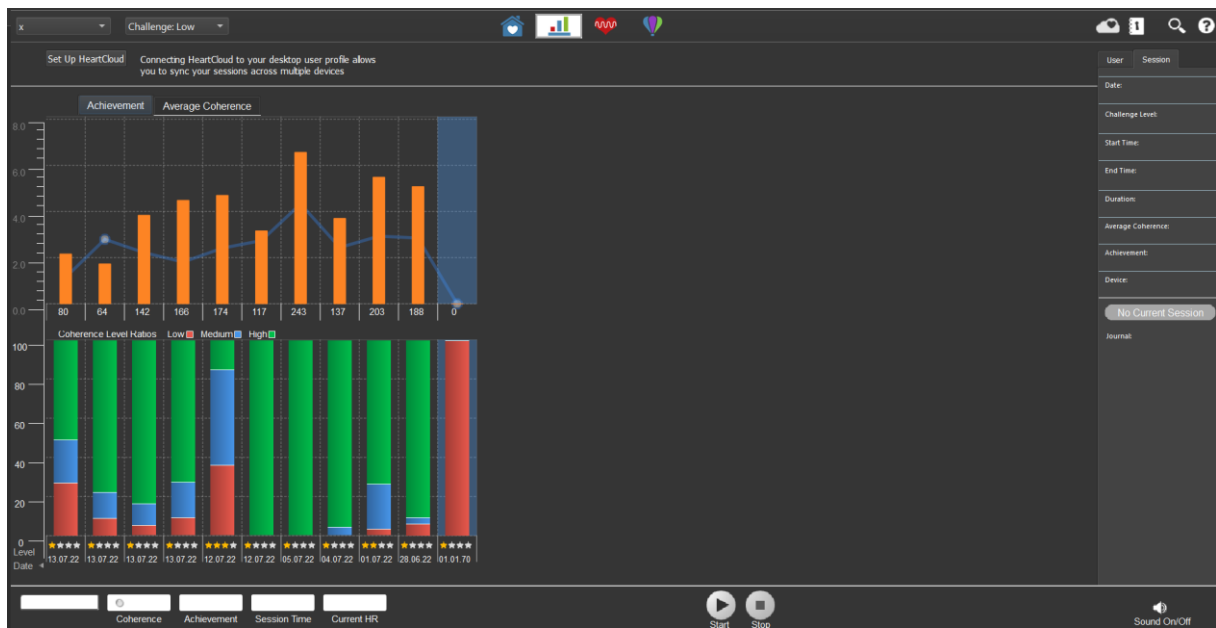 x Challenge: Low
Set Up HeartCloud
Connecting HeartCloud to your desktop user profile allows
you to sync your sessions across multiple devices
User Session
Date:
Challenge Level:
Start Time:
End Time:
Duration:
Average Coherence:
Achievement:
Device:
No Current Session
Journal:
Achievement Average Coherence
8.0
6.0
4.0
2.0
0.0
80 64 142 166 174 117 243 137 203 188 0
Coherence Level Ratios Low Medium High
100
80
60
40
20
0
Level
Date 13.07.22 13.07.22 13.07.22 13.07.22 12.07.22 12.07.22 05.07.22 04.07.22 01.07.22 28.06.22 01.01.70
Coherence Achievement Session Time Current HR
Start Stop
Sound On/Off
1
?